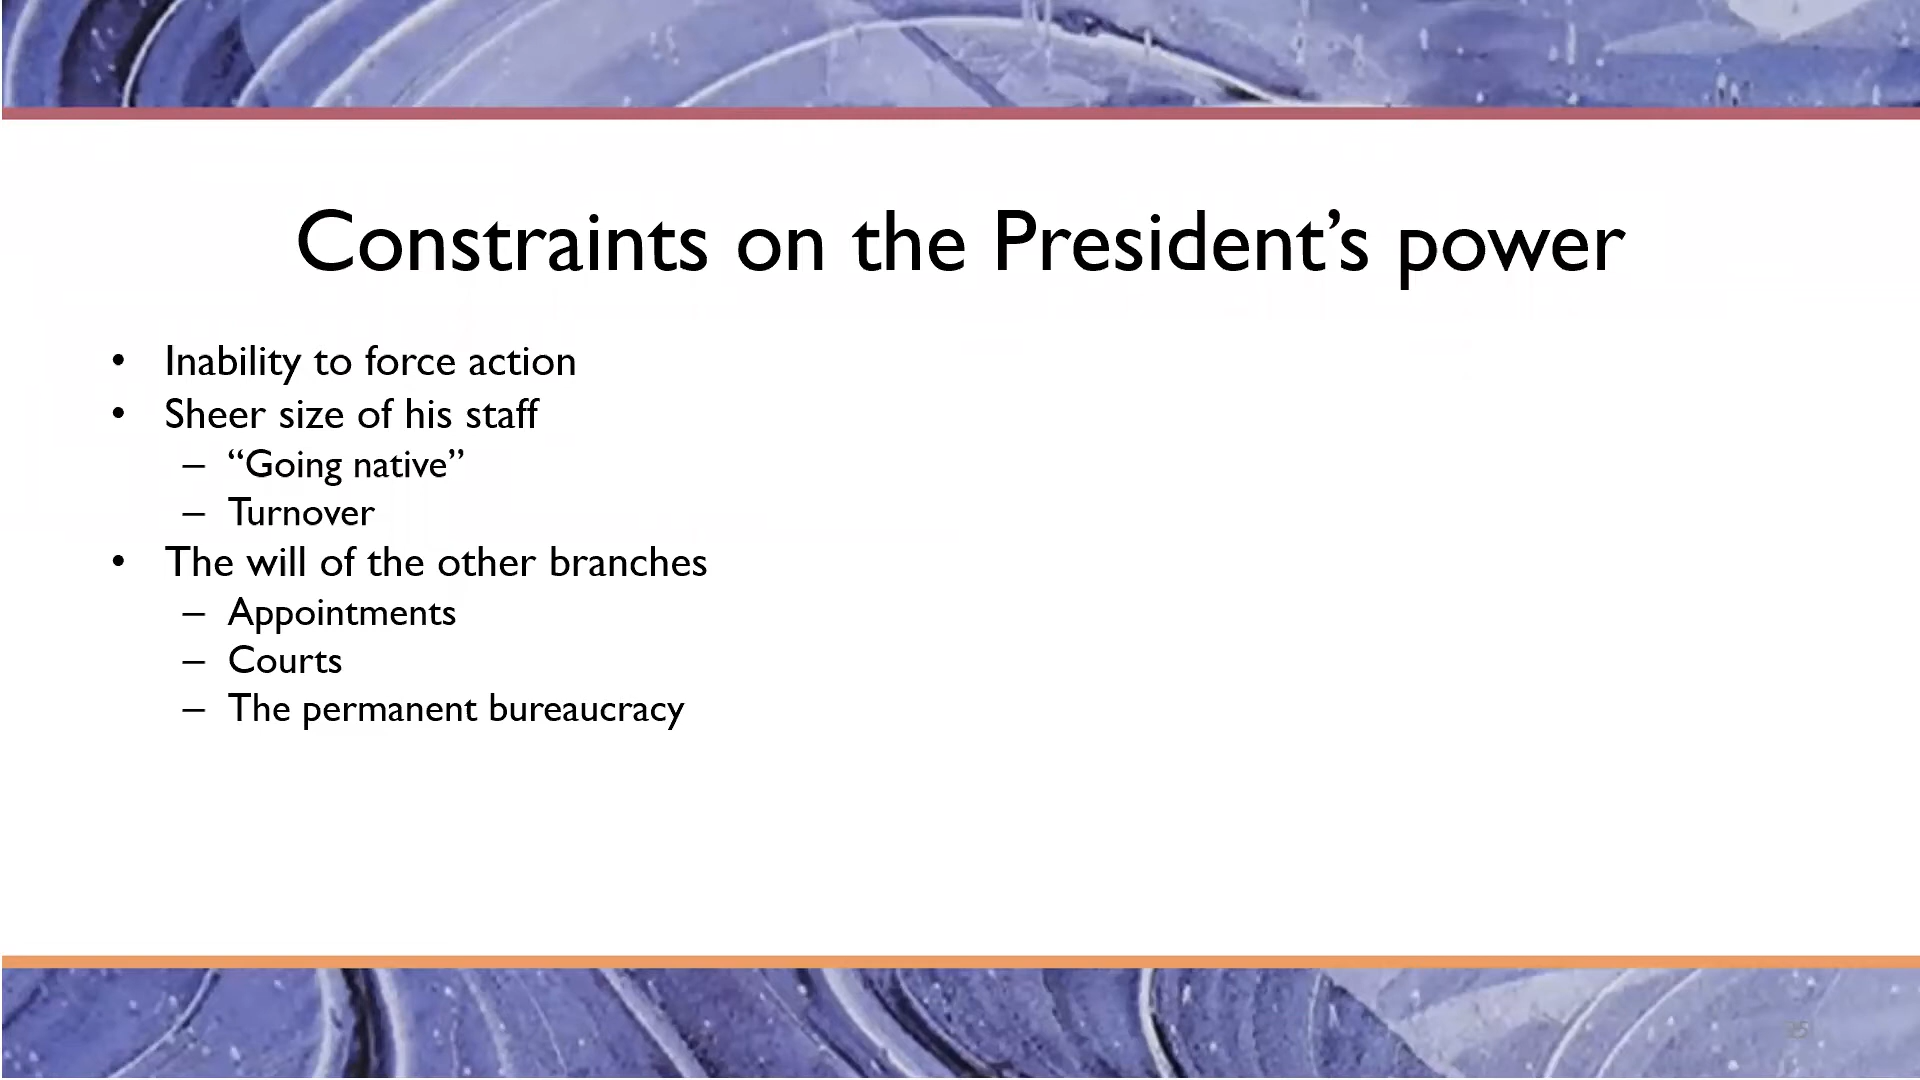 Constraints on the President’s power
• Inability to force action
• Sheer size of his staff
– “Going native”
– Turnover
• The will of the other branches
– Appointments
– Courts
– The permanent bureaucracy